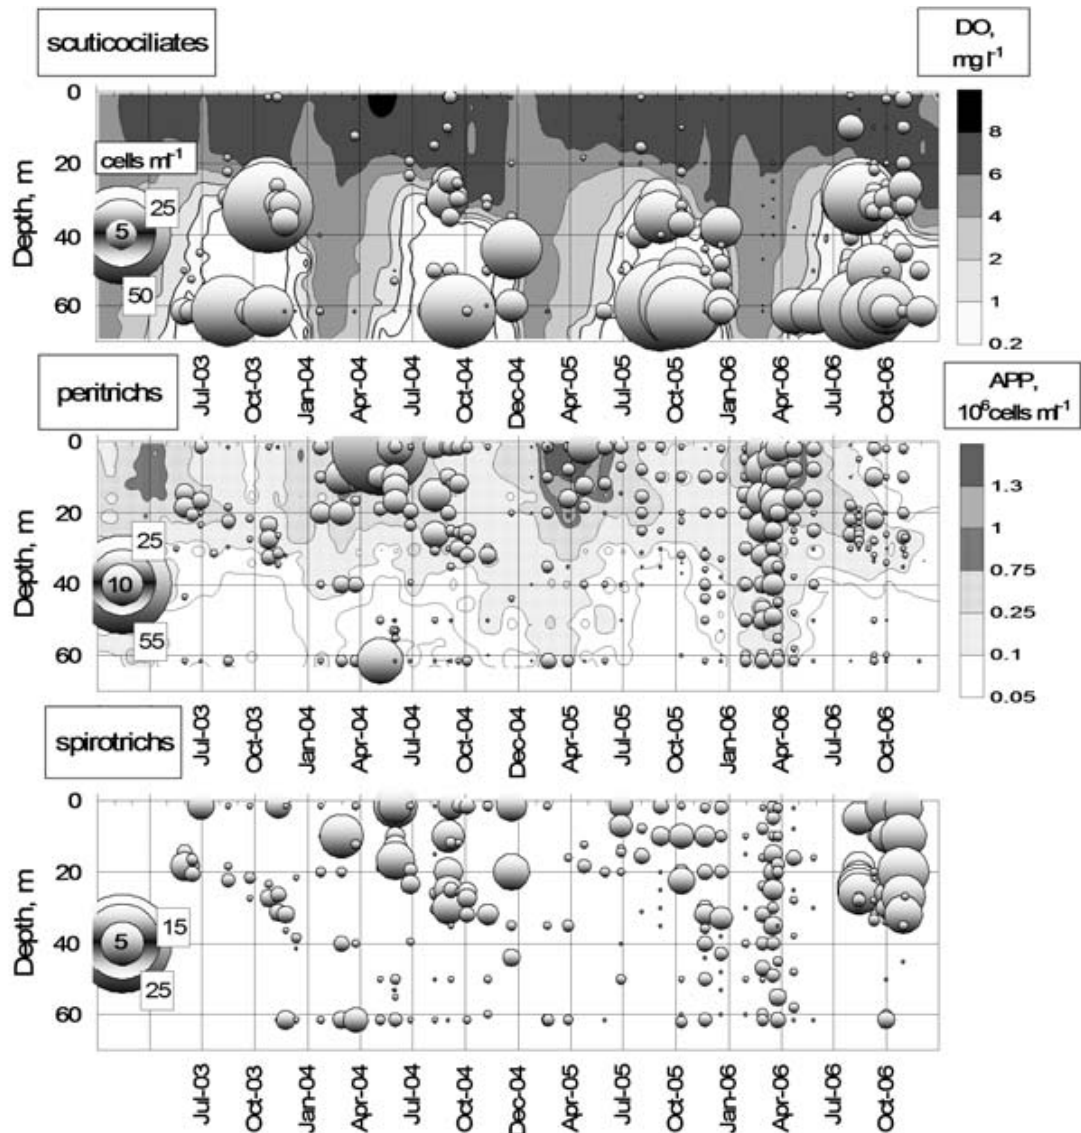 scuticociliates
DO,
mg l-1
0
20
40
60
Depth, m
cells ml-1
25
5
50
8
6
4
2
1
0.2
Jul-03
Oct-03
Jan-04
Apr-04
Jul-04
Oct-04
Dec-04
Apr-05
Jul-05
Oct-05
Jan-06
Apr-06
Jul-06
Oct-06
peritrichs
APP,
10⁶cells ml-1
0
20
40
60
Depth, m
25
10
55
1.3
1
0.75
0.25
0.1
0.05
Jul-03
Oct-03
Jan-04
Apr-04
Jul-04
Oct-04
Dec-04
Apr-05
Jul-05
Oct-05
Jan-06
Apr-06
Jul-06
Oct-06
spirotrichs
0
20
40
60
Depth, m
15
5
25
Jul-03
Oct-03
Jan-04
Apr-04
Jul-04
Oct-04
Dec-04
Apr-05
Jul-05
Oct-05
Jan-06
Apr-06
Jul-06
Oct-06